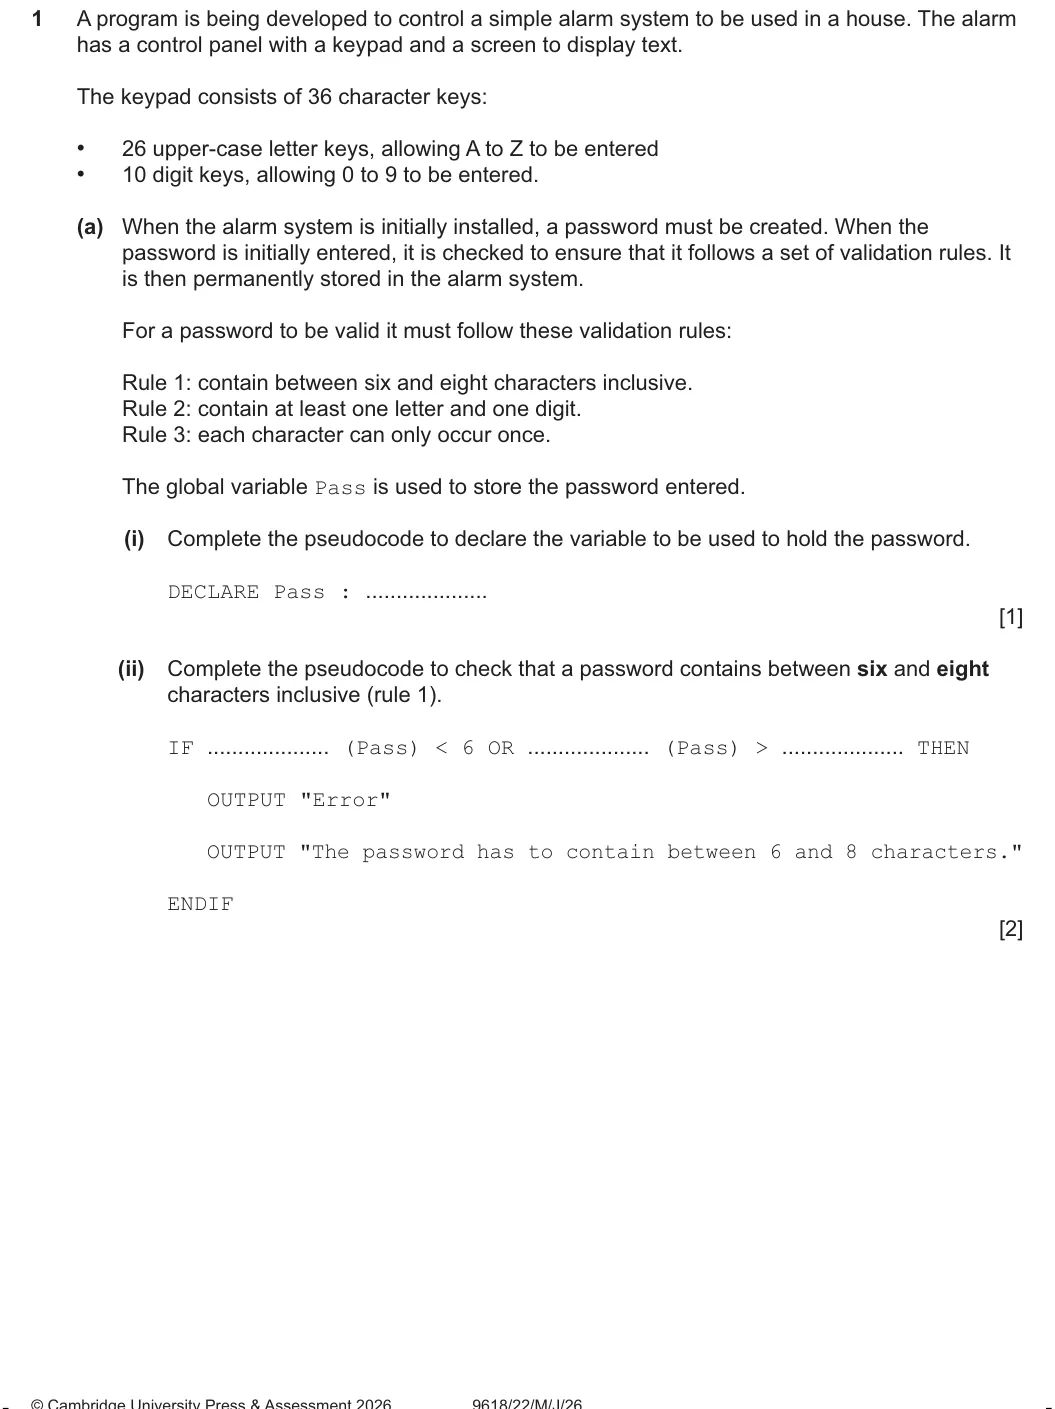 1 A program is being developed to control a simple alarm system to be used in a house. The alarm
has a control panel with a keypad and a screen to display text.
The keypad consists of 36 character keys:
• 26 upper-case letter keys, allowing A to Z to be entered
• 10 digit keys, allowing 0 to 9 to be entered.
(a) When the alarm system is initially installed, a password must be created. When the
password is initially entered, it is checked to ensure that it follows a set of validation rules. It
is then permanently stored in the alarm system.
For a password to be valid it must follow these validation rules:
Rule 1: contain between six and eight characters inclusive.
Rule 2: contain at least one letter and one digit.
Rule 3: each character can only occur once.
The global variable Pass is used to store the password entered.
(i) Complete the pseudocode to declare the variable to be used to hold the password.
DECLARE Pass : ....................
[1]
(ii) Complete the pseudocode to check that a password contains between six and eight
characters inclusive (rule 1).
IF .................... (Pass) < 6 OR .................... (Pass) > .................... THEN
OUTPUT "Error"
OUTPUT "The password has to contain between 6 and 8 characters."
ENDIF
[2]
© Cambridge University Press & Assessment 2026 9618/22/M/J/26